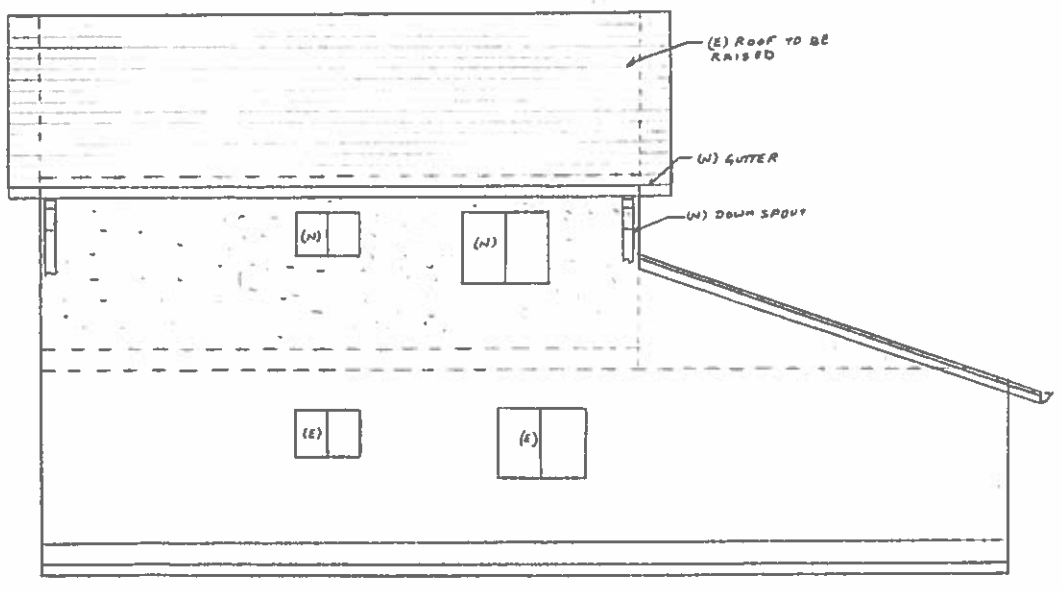 (E) ROOF TO BE
RAISED
(N) GUTTER
(N) DOWN SPOUT
(N)
(N)
(E)
(E)